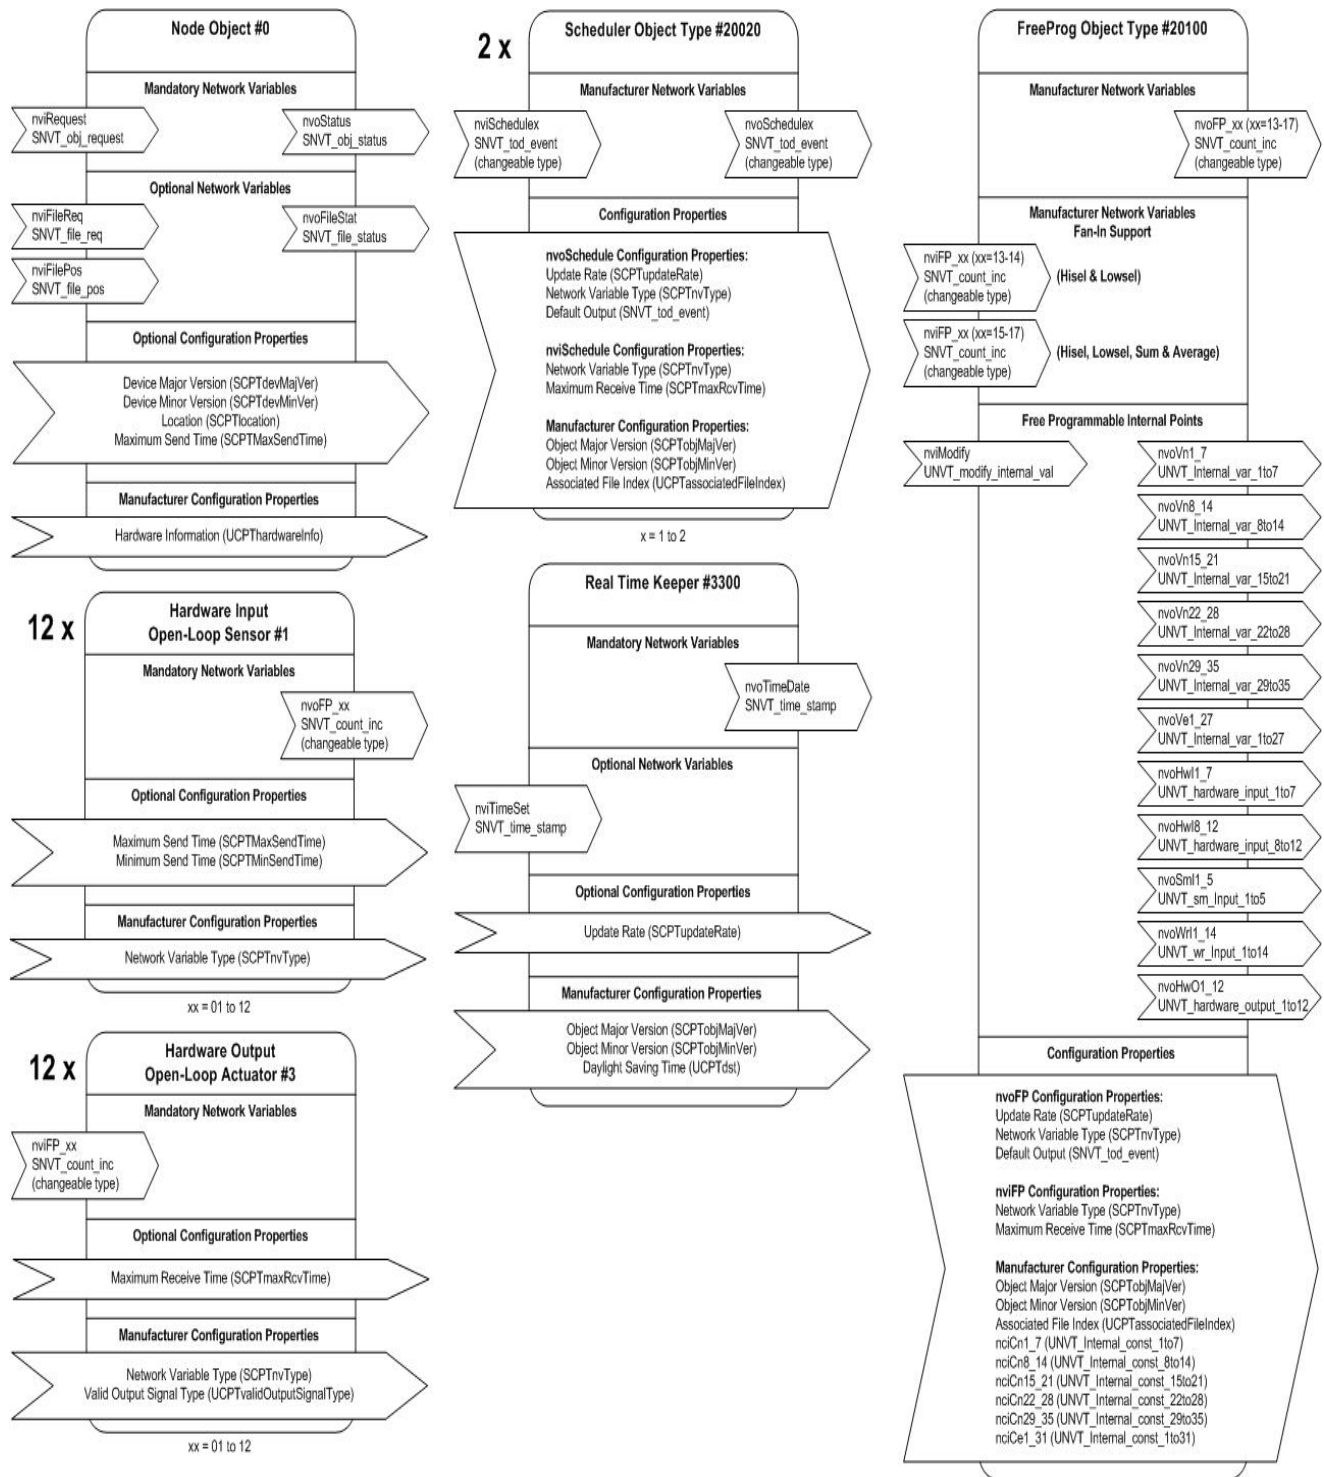 Node Object #0
Mandatory Network Variables
nviRequest
SNVT_obj_request
nvoStatus
SNVT_obj_status
Optional Network Variables
nviFileReq
SNVT_file_req
nvoFileStat
SNVT_file_status
nviFilePos
SNVT_file_pos
Optional Configuration Properties
Device Major Version (SCPTdevMajVer)
Device Minor Version (SCPTdevMinVer)
Location (SCPTlocation)
Maximum Send Time (SCPTMaxSendTime)
Manufacturer Configuration Properties
Hardware Information (UCPThardwareInfo)
12 x
Hardware Input
Open-Loop Sensor #1
Mandatory Network Variables
nvoFP_xx
SNVT_count_inc
(changeable type)
Optional Configuration Properties
Maximum Send Time (SCPTMaxSendTime)
Minimum Send Time (SCPTMinSendTime)
Manufacturer Configuration Properties
Network Variable Type (SCPTnvType)
xx = 01 to 12
12 x
Hardware Output
Open-Loop Actuator #3
Mandatory Network Variables
nviFP_xx
SNVT_count_inc
(changeable type)
Optional Configuration Properties
Maximum Receive Time (SCPTmaxRcvTime)
Manufacturer Configuration Properties
Network Variable Type (SCPTnvType)
Valid Output Signal Type (UCPTvalidOutputSignalType)
xx = 01 to 12
2 x
Scheduler Object Type #20020
Manufacturer Network Variables
nviSchedulex
SNVT_tod_event
(changeable type)
nvoSchedulex
SNVT_tod_event
(changeable type)
Configuration Properties
nvoSchedule Configuration Properties:
Update Rate (SCPTupdateRate)
Network Variable Type (SCPTnvType)
Default Output (SNVT_tod_event)
nviSchedule Configuration Properties:
Network Variable Type (SCPTnvType)
Maximum Receive Time (SCPTmaxRcvTime)
Manufacturer Configuration Properties:
Object Major Version (SCPTobjMajVer)
Object Minor Version (SCPTobjMinVer)
Associated File Index (UCPTassociatedFileIndex)
x = 1 to 2
Real Time Keeper #3300
Mandatory Network Variables
nvoTimeDate
SNVT_time_stamp
Optional Network Variables
nviTimeSet
SNVT_time_stamp
Optional Configuration Properties
Update Rate (SCPTupdateRate)
Manufacturer Configuration Properties
Object Major Version (SCPTobjMajVer)
Object Minor Version (SCPTobjMinVer)
Daylight Saving Time (UCPTdst)
FreeProg Object Type #20100
Manufacturer Network Variables
nvoFP_xx (xx=13-17)
SNVT_count_inc
(changeable type)
Manufacturer Network Variables
Fan-In Support
nviFP_xx (xx=13-14)
SNVT_count_inc
(changeable type)
(Hisel & Lowsel)
nviFP_xx (xx=15-17)
SNVT_count_inc
(changeable type)
(Hisel, Lowsel, Sum & Average)
Free Programmable Internal Points
nviModify
UNVT_modify_internal_val
nvoVn1_7
UNVT_Internal_var_1to7
nvoVn8_14
UNVT_Internal_var_8to14
nvoVn15_21
UNVT_Internal_var_15to21
nvoVn22_28
UNVT_Internal_var_22to28
nvoVn29_35
UNVT_Internal_var_29to35
nvoVe1_27
UNVT_Internal_var_1to27
nvoHwI1_7
UNVT_hardware_input_1to7
nvoHwI8_12
UNVT_hardware_input_8to12
nvoSmI1_5
UNVT_sm_Input_1to5
nvoWrI1_14
UNVT_wr_Input_1to14
nvoHwO1_12
UNVT_hardware_output_1to12
Configuration Properties
nvoFP Configuration Properties:
Update Rate (SCPTupdateRate)
Network Variable Type (SCPTnvType)
Default Output (SNVT_tod_event)
nviFP Configuration Properties:
Network Variable Type (SCPTnvType)
Maximum Receive Time (SCPTmaxRcvTime)
Manufacturer Configuration Properties:
Object Major Version (SCPTobjMajVer)
Object Minor Version (SCPTobjMinVer)
Associated File Index (UCPTassociatedFileIndex)
nciCn1_7 (UNVT_Internal_const_1to7)
nciCn8_14 (UNVT_Internal_const_8to14)
nciCn15_21 (UNVT_Internal_const_15to21)
nciCn22_28 (UNVT_Internal_const_22to28)
nciCn29_35 (UNVT_Internal_const_29to35)
nciCe1_31 (UNVT_Internal_const_1to31)